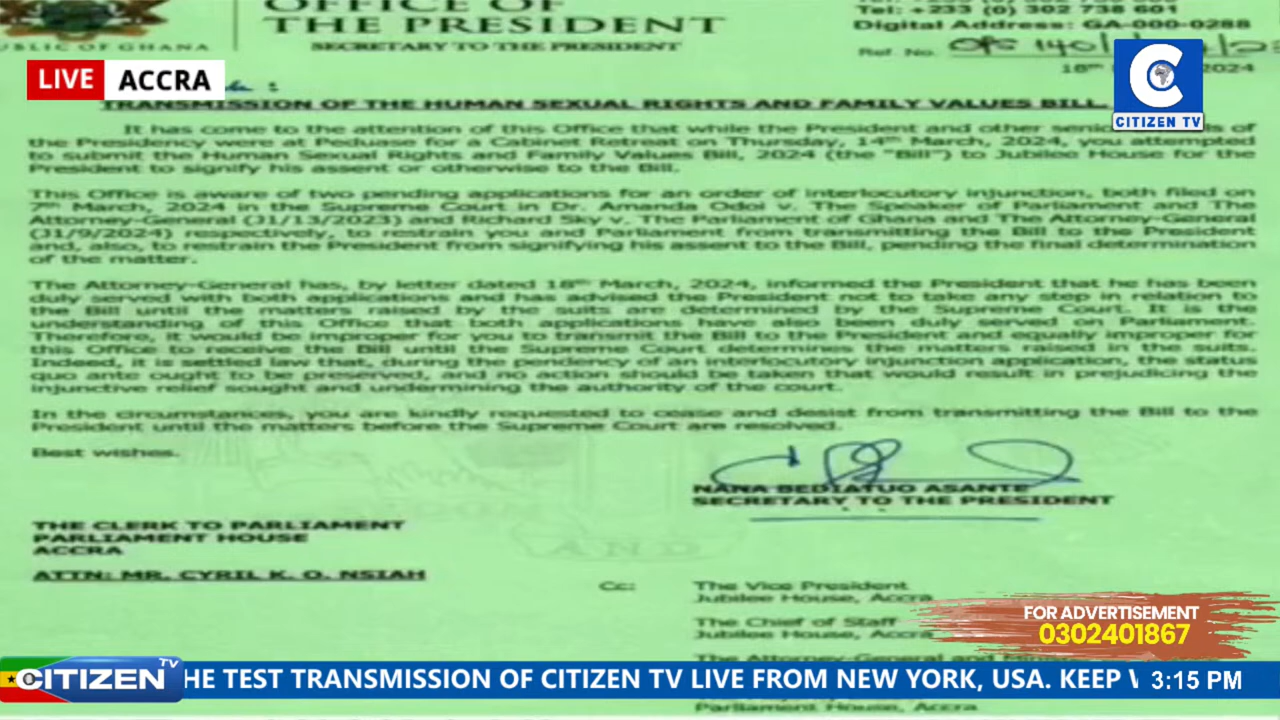 OFFICE OF
THE PRESIDENT
SECRETARY TO THE PRESIDENT
OF GHANA
Tel: +233 (0) 302 738 601
Digital Address: GA-000-0288
Ref No.
18th 2024
LIVE ACCRA
CITIZEN TV
TRANSMISSION OF THE HUMAN SEXUAL RIGHTS AND FAMILY VALUES BILL
It has come to the attention of this Office that while the President and other of
the Presidency were at Peduase for a Cabinet Retreat on Thursday, 14th March, 2024, you attempted
to submit the Human Sexual Rights and Family Values Bill, 2024 (the "Bill") to Jubilee House for the
President to signify his assent or otherwise to the Bill.
This Office is aware of two pending applications for an order of interlocutory injunction, both filed on
7th March, 2024 in the Supreme Court in Dr. Amanda Odoi v. The Speaker of Parliament and The
Attorney-General (J1/13/2023) and Richard Sky v. The Parliament of Ghana and The Attorney-General
(J1/9/2024) respectively, to restrain you and Parliament from transmitting the Bill to the President
and, also, to restrain the President from signifying his assent to the Bill, pending the final determination
of the matter.
The Attorney-General has, by letter dated 18th March, 2024, informed the President that he has been
duly served with both applications and has advised the President not to take any step in relation to
the Bill until the matters raised by the suits are determined by the Supreme Court. It is the
understanding of this Office that both applications have also been duly served on Parliament.
Therefore, it would be improper for you to transmit the Bill to the President and equally improper for
this Office to receive the Bill until the Supreme Court determines the matters raised in the suits.
Indeed, it is settled law that, during the pendency of an interlocutory injunction application, the status
quo ante ought to be preserved, and no action should be taken that would result in prejudicing the
injunctive relief sought and undermining the authority of the court.
In the circumstances, you are kindly requested to cease and desist from transmitting the Bill to the
President until the matters before the Supreme Court are resolved.
Best wishes.
NANA BEDIATUO ASANTE
SECRETARY TO THE PRESIDENT
THE CLERK TO PARLIAMENT
PARLIAMENT HOUSE
ACCRA
ATTN: MR. CYRIL K. O. NSIAH
Cc: The Vice President
Jubilee House, Accra
The Chief of Staff
Jubilee House, Accra
The Attorney-General and
Parliament House, Accra
FOR ADVERTISEMENT
0302401867
CITIZEN TV
HE TEST TRANSMISSION OF CITIZEN TV LIVE FROM NEW YORK, USA. KEEP
3:15 PM